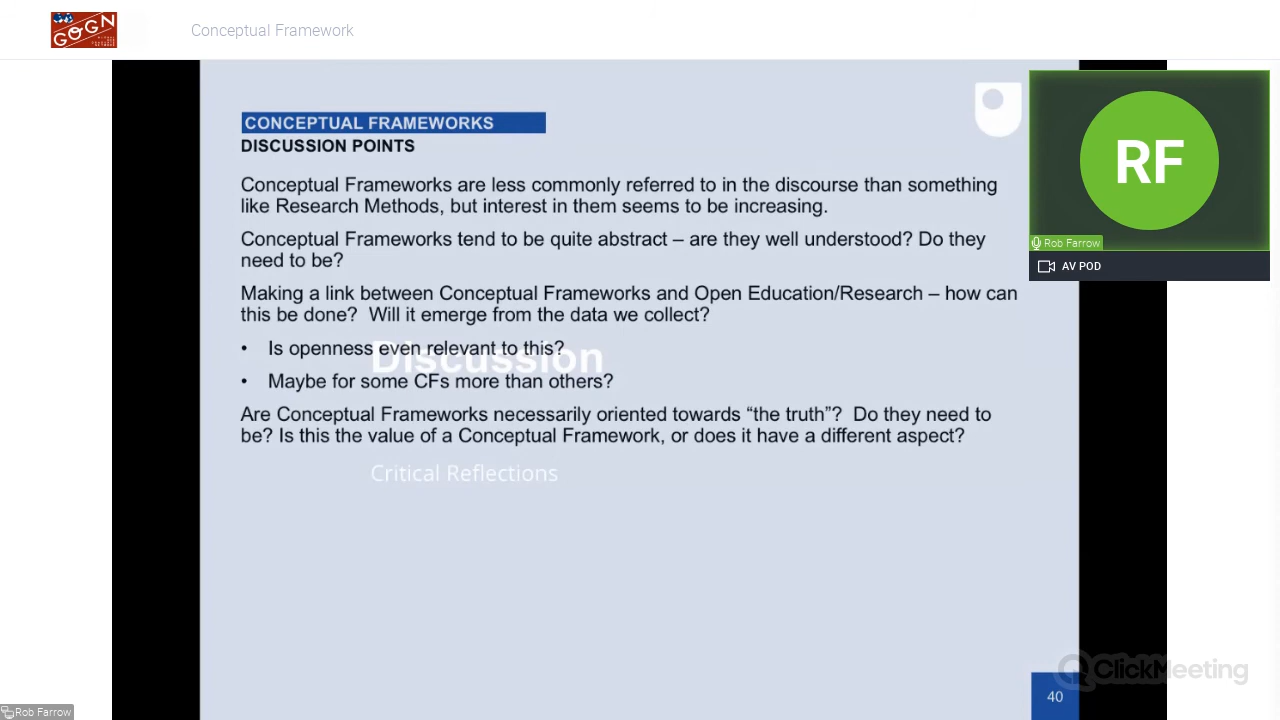 GOGN
Conceptual Framework
CONCEPTUAL FRAMEWORKS
DISCUSSION POINTS
Conceptual Frameworks are less commonly referred to in the discourse than something
like Research Methods, but interest in them seems to be increasing.
Conceptual Frameworks tend to be quite abstract – are they well understood? Do they
need to be?
Making a link between Conceptual Frameworks and Open Education/Research – how can
this be done?  Will it emerge from the data we collect?
• Is openness even relevant to this?
Discussion
• Maybe for some CFs more than others?
Are Conceptual Frameworks necessarily oriented towards “the truth”?  Do they need to
be? Is this the value of a Conceptual Framework, or does it have a different aspect?
Critical Reflections
40
RF
Rob Farrow
AV POD
ClickMeeting
Rob Farrow